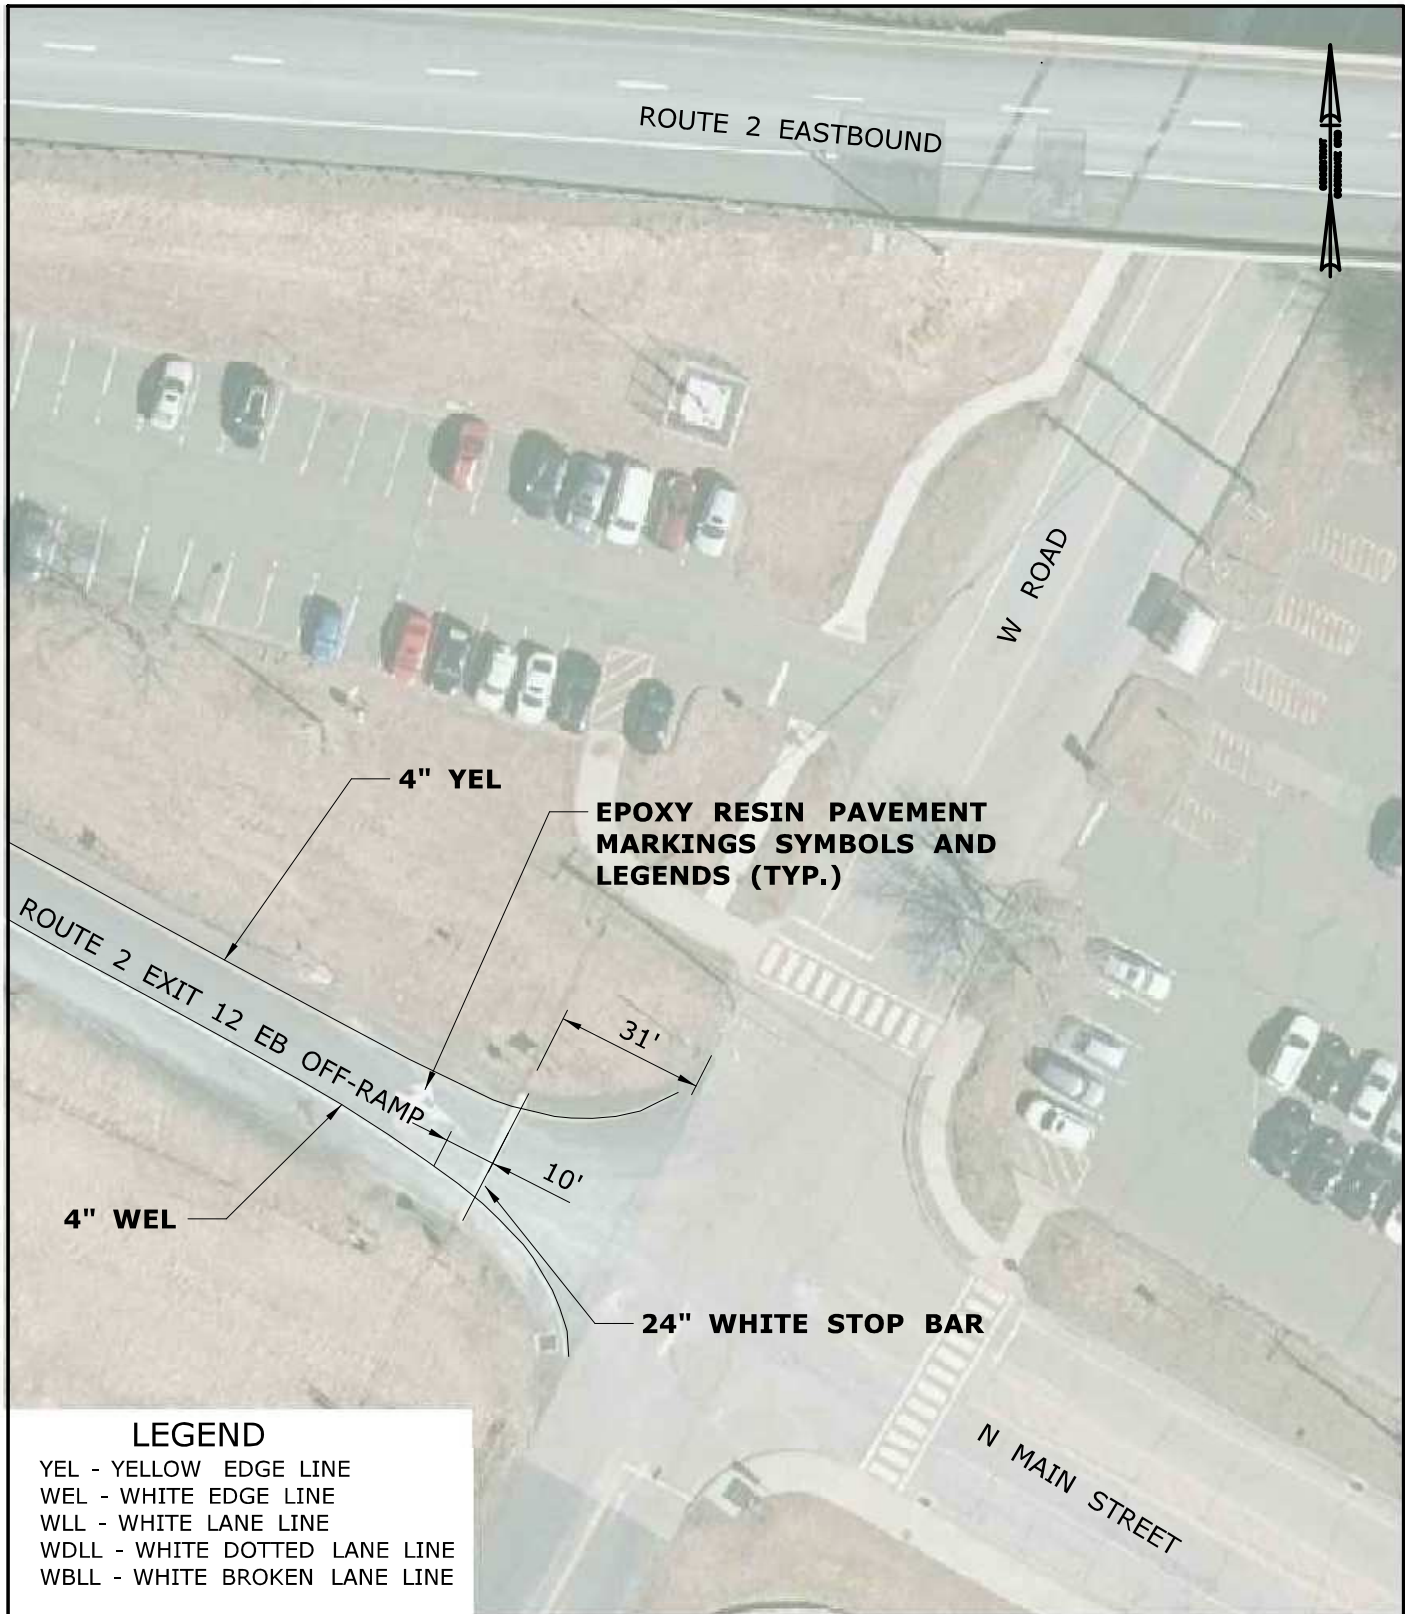 ROUTE 2 EASTBOUND
W ROAD
4" YEL
EPOXY RESIN PAVEMENT
MARKINGS SYMBOLS AND
LEGENDS (TYP.)
ROUTE 2 EXIT 12 EB OFF-RAMP
31'
10'
4" WEL
24" WHITE STOP BAR
N MAIN STREET
LEGEND
YEL - YELLOW EDGE LINE
WEL - WHITE EDGE LINE
WLL - WHITE LANE LINE
WDLL - WHITE DOTTED LANE LINE
WBLL - WHITE BROKEN LANE LINE